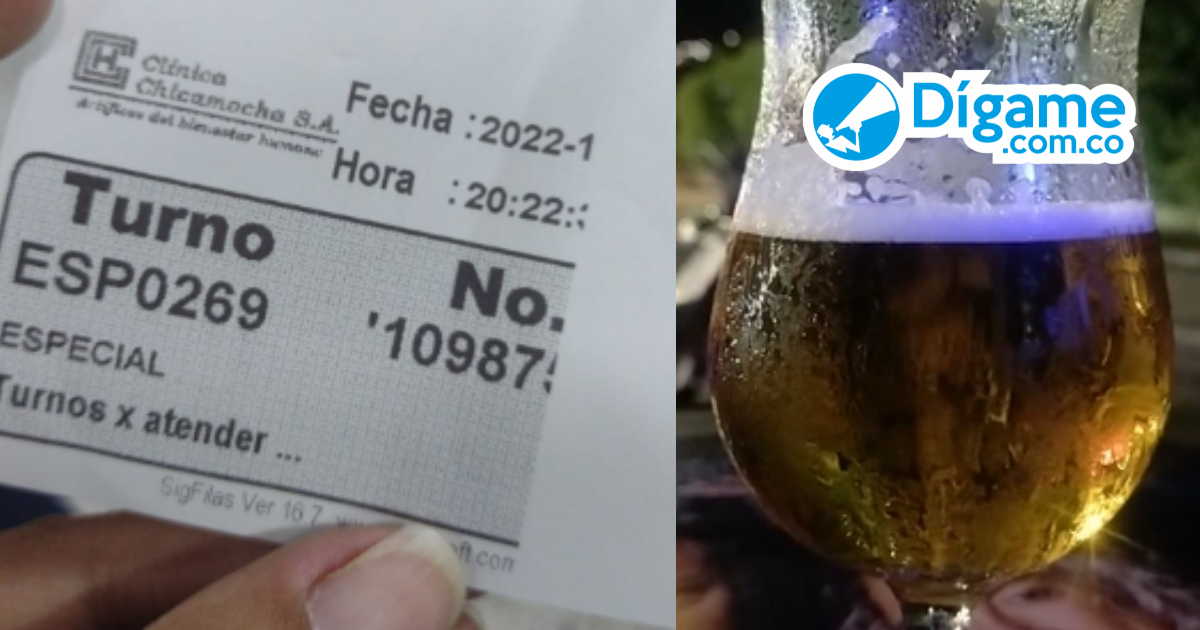 Clínica
Chicamocha S.A.
Artífices del bienestar humano
Fecha :2022-1
Hora :20:22:
Turno
No.
ESP0269
'10987
ESPECIAL
Turnos x atender ...
SigFilas Ver 16.7
Dígame
.com.co